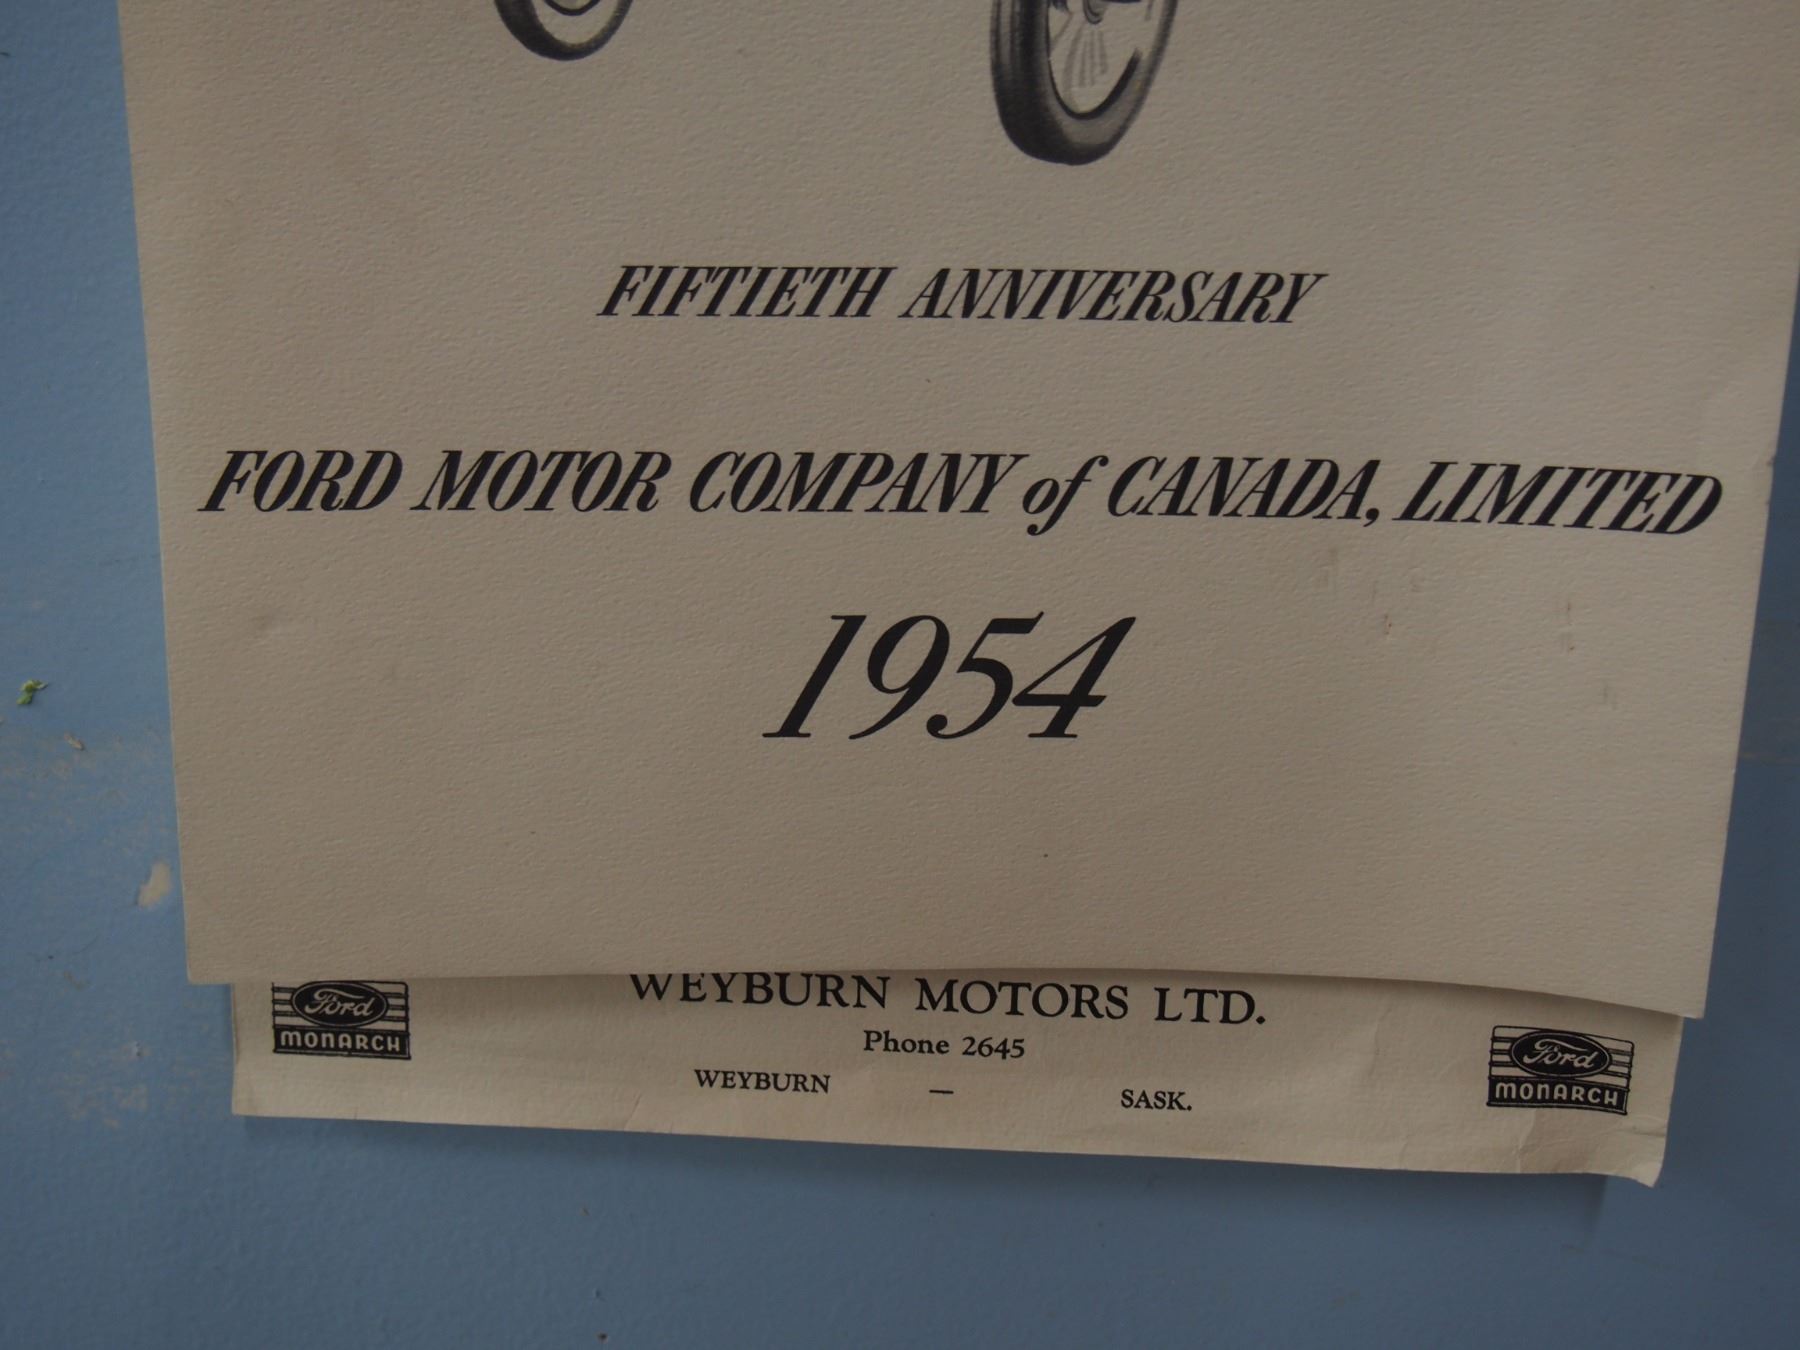 FIFTIETH ANNIVERSARY
FORD MOTOR COMPANY of CANADA, LIMITED
1954
WEYBURN MOTORS LTD.
Phone 2645
WEYBURN — SASK.
Ford
MONARCH
Ford
MONARCH